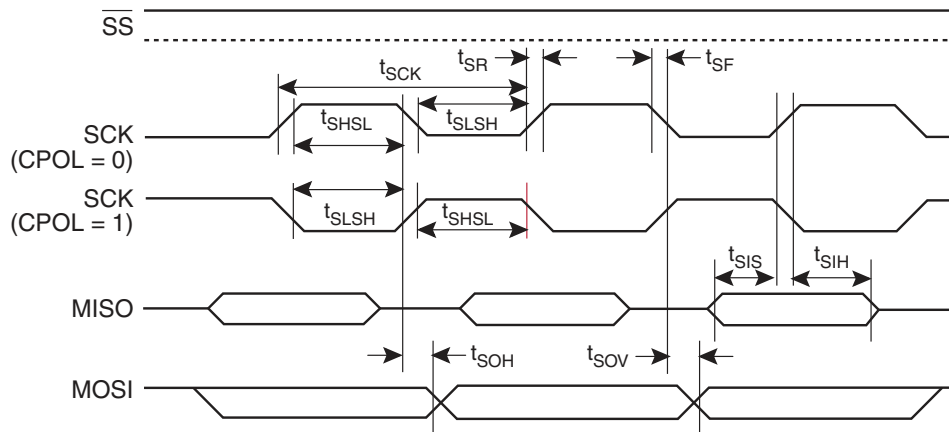 SS
tSCK
tSR
tSF
tSHSL
tSLSH
SCK
(CPOL = 0)
SCK
(CPOL = 1)
tSLSH
tSHSL
tSIS
tSIH
MISO
tSOH
tSOV
MOSI